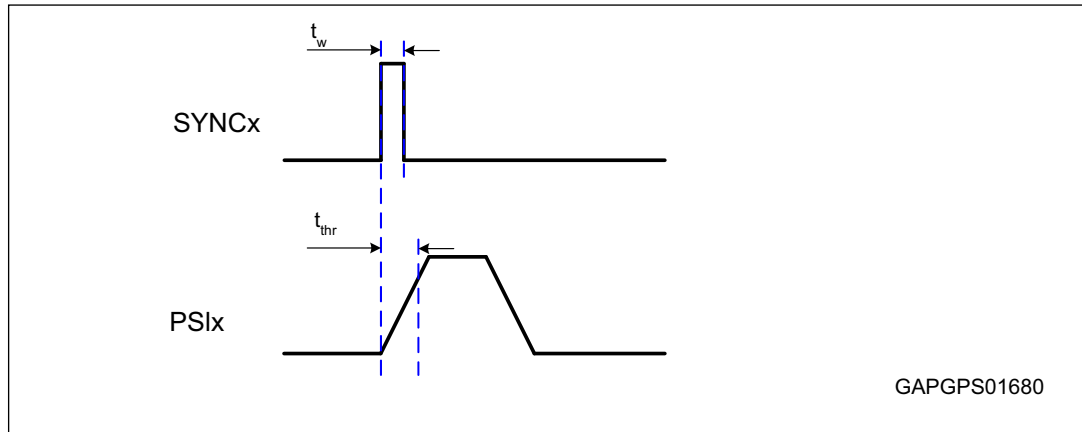 t_w
SYNCx
t_thr
PSIx
GAPGPS01680